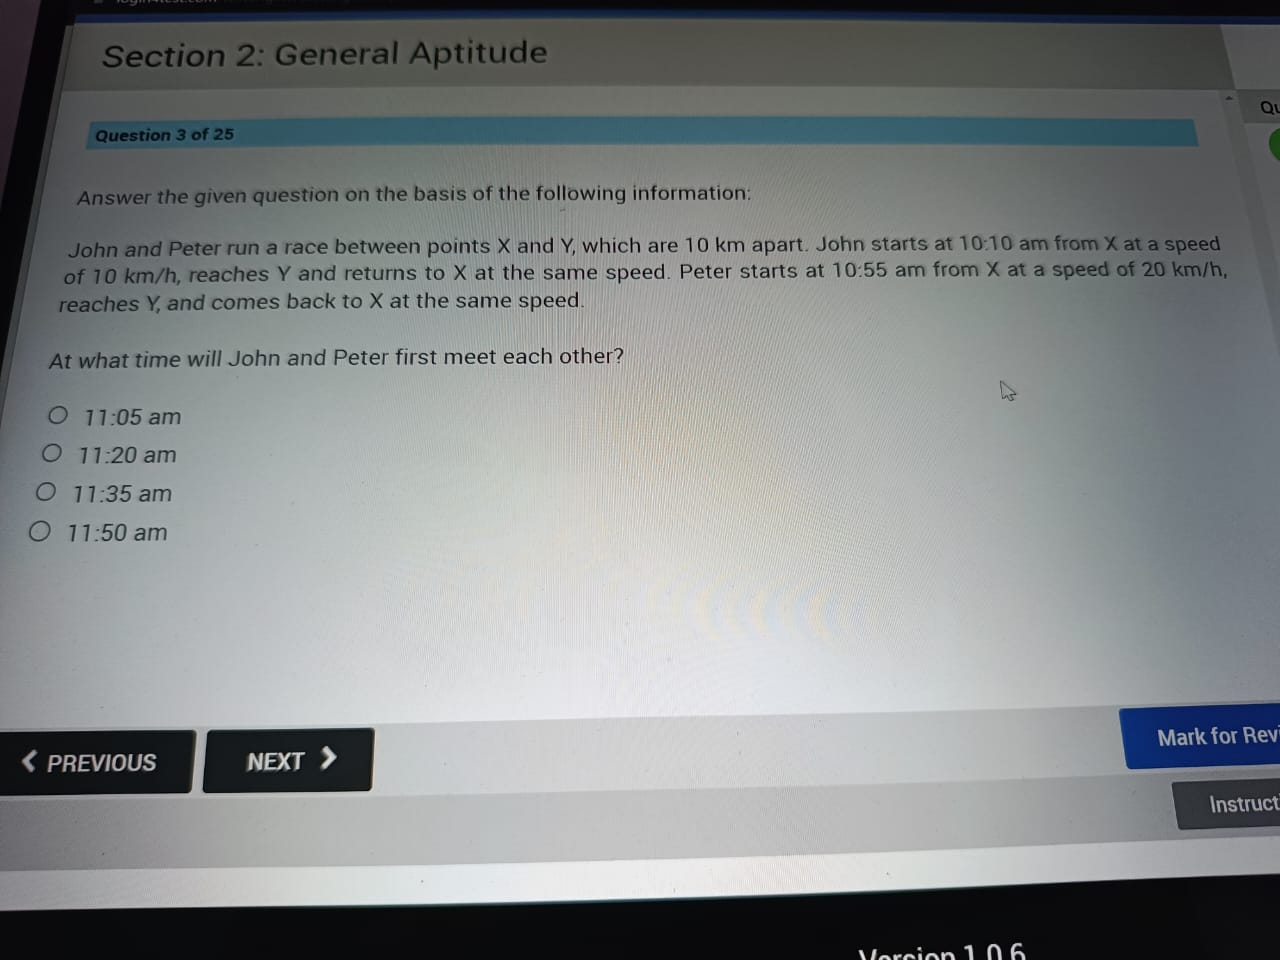 Section 2: General Aptitude
Question 3 of 25
Answer the given question on the basis of the following information:
John and Peter run a race between points X and Y, which are 10 km apart. John starts at 10:10 am from X at a speed
of 10 km/h, reaches Y and returns to X at the same speed. Peter starts at 10:55 am from X at a speed of 20 km/h,
reaches Y, and comes back to X at the same speed.
At what time will John and Peter first meet each other?
11:05 am
11:20 am
11:35 am
11:50 am
PREVIOUS
NEXT
Mark for
Version 1.0.6